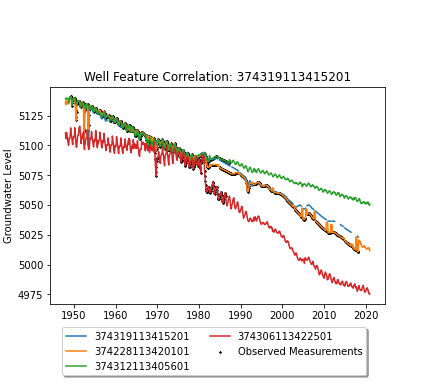 Well Feature Correlation: 374319113415201
Groundwater Level
5125
5100
5075
5050
5025
5000
4975
1950 1960 1970 1980 1990 2000 2010 2020
374319113415201
374228113420101
374312113405601
374306113422501
Observed Measurements